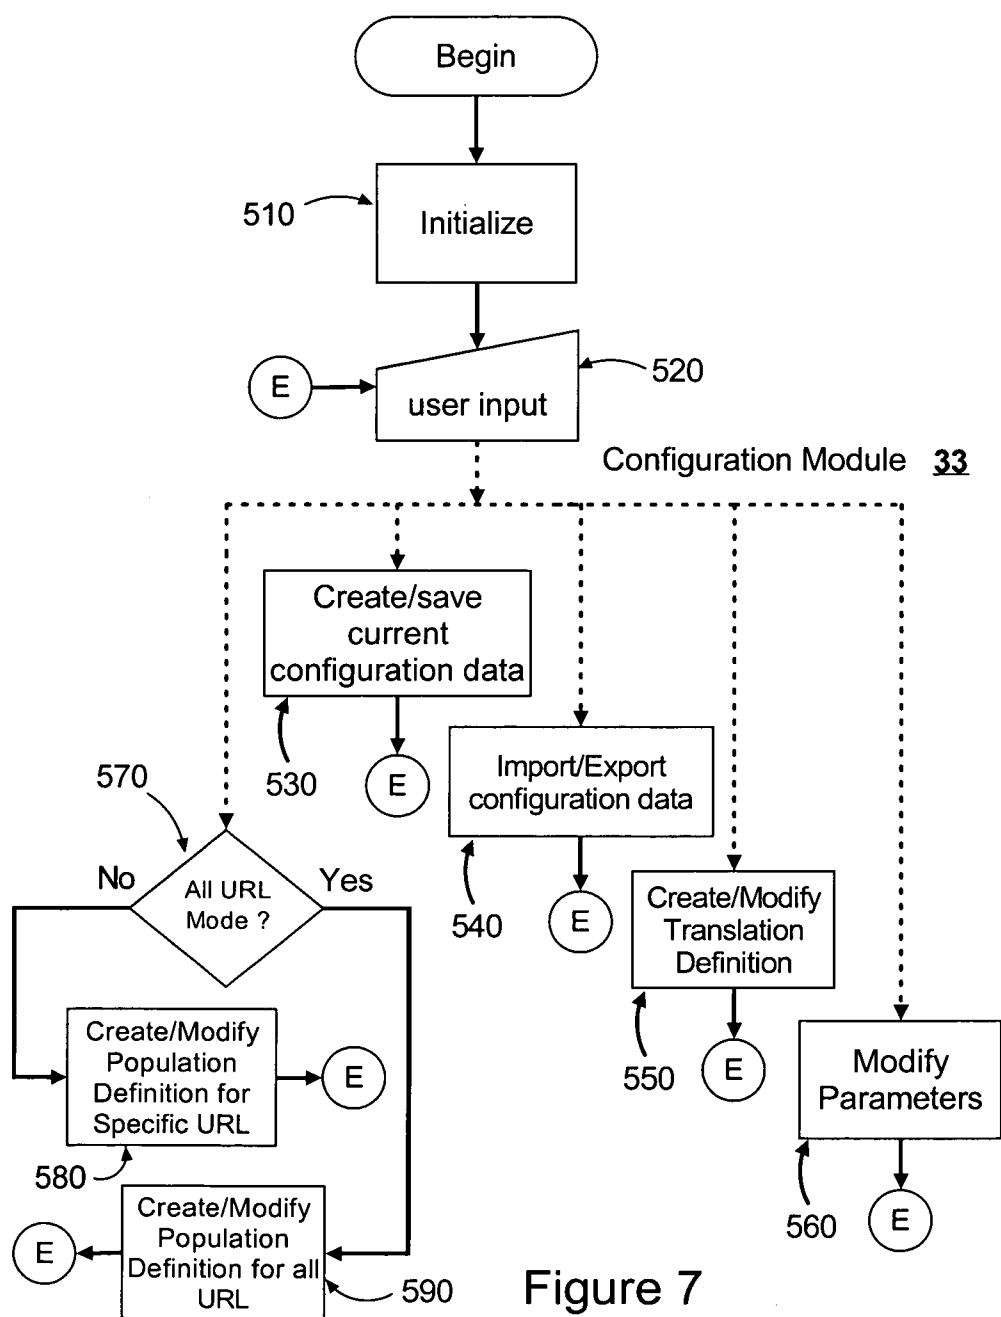 Begin
510
Initialize
520
E
user input
Configuration Module 33
Create/save
current
configuration data
530
E
Import/Export
configuration data
540
E
Create/Modify
Translation
Definition
550
E
Modify
Parameters
560
E
570
No
Yes
All URL
Mode ?
Create/Modify
Population
Definition for
Specific URL
E
580
Create/Modify
Population
Definition for all
URL
E
590
Figure 7